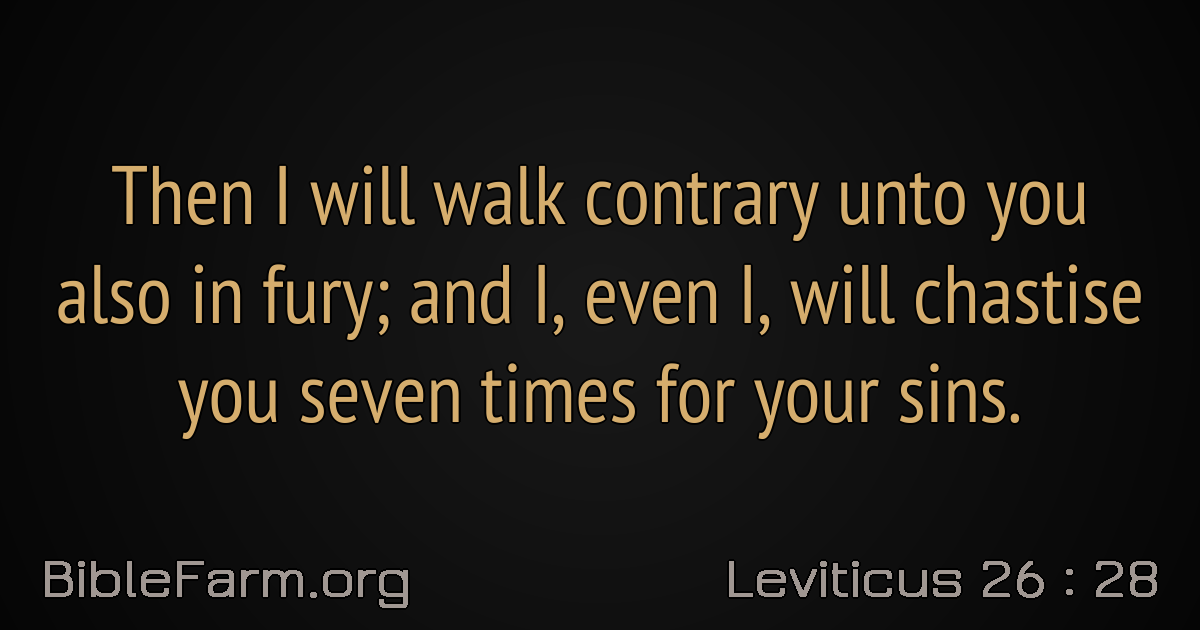 Then I will walk contrary unto you
also in fury; and I, even I, will chastise
you seven times for your sins.
BibleFarm.org
Leviticus 26 : 28